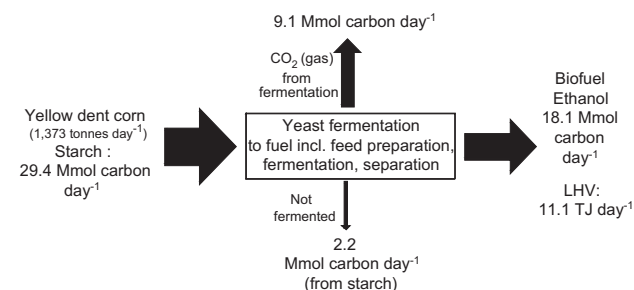 9.1 Mmol carbon day-1
CO2 (gas)
from
fermentation
Yellow dent corn
(1,373 tonnes day-1)
Starch :
29.4 Mmol carbon
day-1
Yeast fermentation
to fuel incl. feed preparation,
fermentation, separation
Biofuel
Ethanol
18.1 Mmol
carbon
day-1
LHV:
11.1 TJ day-1
Not
fermented
2.2
Mmol carbon day-1
(from starch)